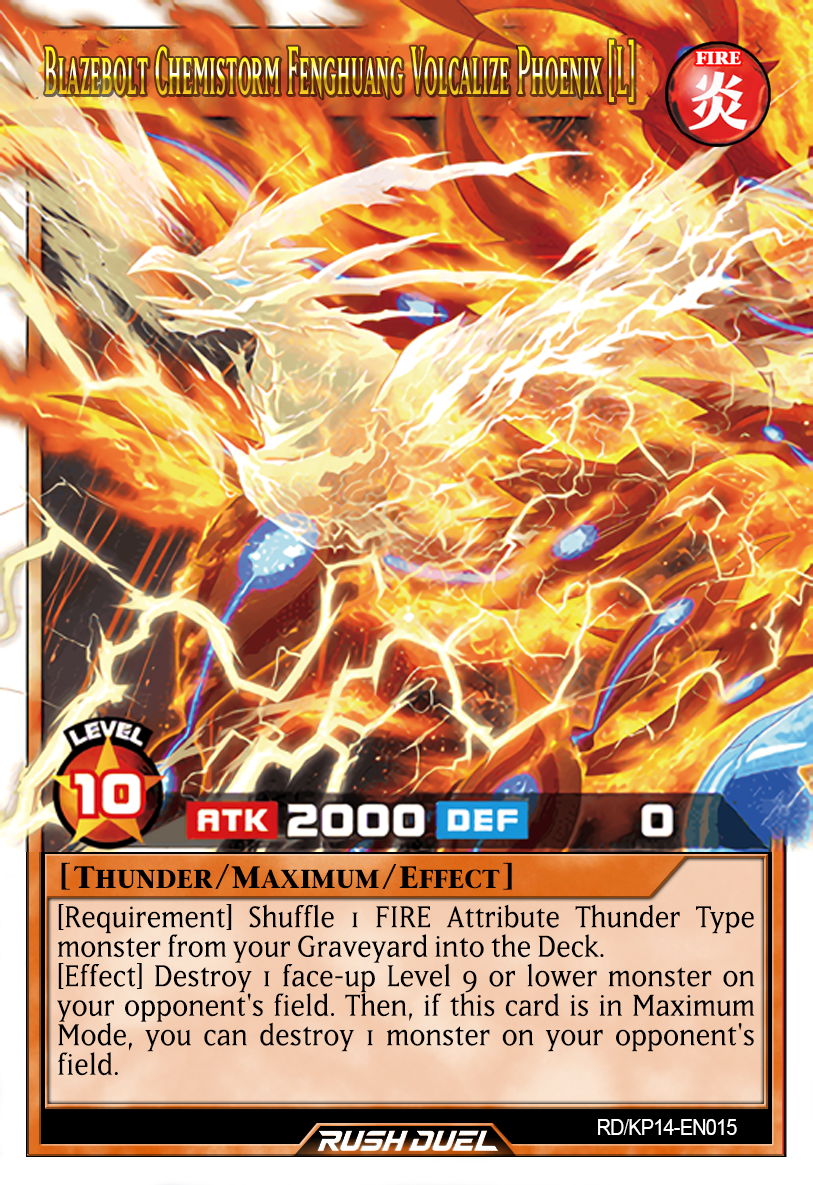 Blazebolt Chemistorm Fenghuang Volcalize Phoenix [L]
FIRE
炎
LEVEL
10
ATK 2000 DEF 0
[Thunder/Maximum/Effect]
[Requirement] Shuffle 1 FIRE Attribute Thunder Type
monster from your Graveyard into the Deck.
[Effect] Destroy 1 face-up Level 9 or lower monster on
your opponent's field. Then, if this card is in Maximum
Mode, you can destroy 1 monster on your opponent's
field.
RD/KP14-EN015
RUSH DUEL